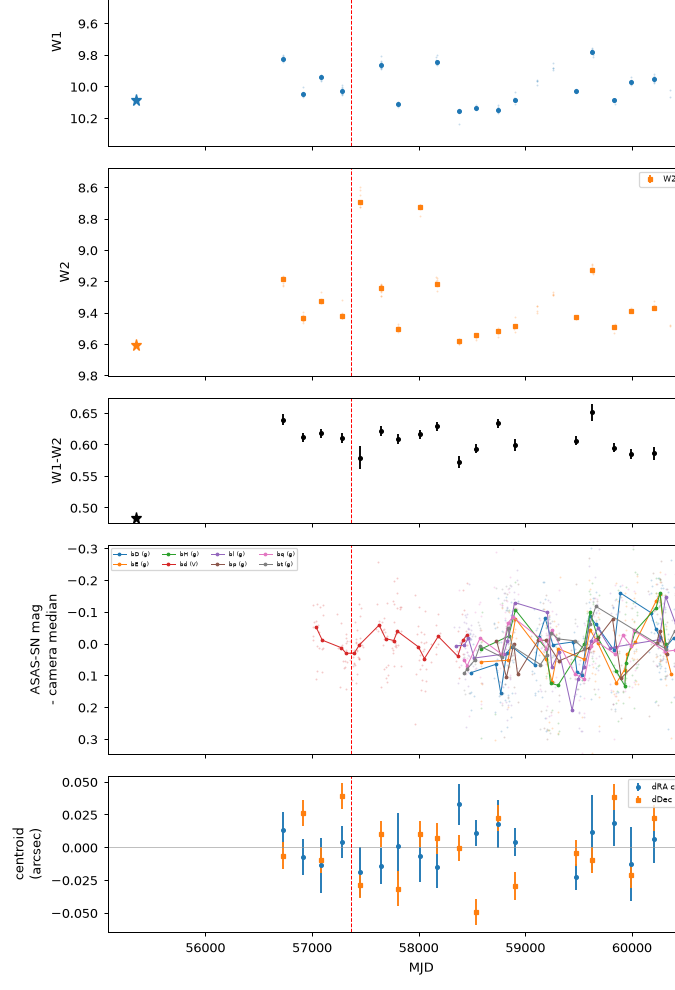 W1
9.6
9.8
10.0
10.2
W2
8.6
8.8
9.0
9.2
9.4
9.6
9.8
W2
W1-W2
0.65
0.60
0.55
0.50
ASAS-SN mag
- camera median
−0.3
−0.2
−0.1
0.0
0.1
0.2
0.3
bD (g) bH (g) bl (g) bq (g)
bE (g) bd (V) bp (g) bt (g)
centroid
(arcsec)
0.050
0.025
0.000
−0.025
−0.050
dRA c
dDec
56000 57000 58000 59000 60000
MJD